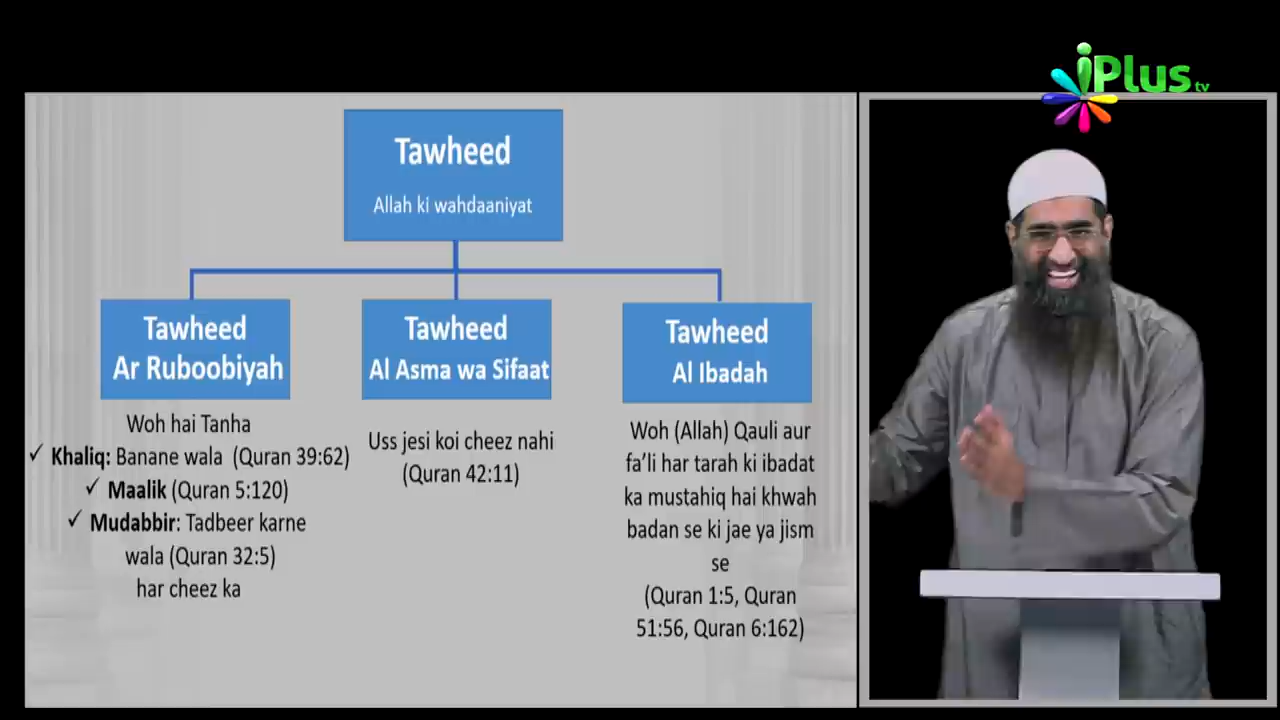 iPlus tv
Tawheed
Allah ki wahdaaniyat
Tawheed
Ar Ruboobiyah
Woh hai Tanha
✓ Khaliq: Banane wala (Quran 39:62)
✓ Maalik (Quran 5:120)
✓ Mudabbir: Tadbeer karne
wala (Quran 32:5)
har cheez ka
Tawheed
Al Asma wa Sifaat
Uss jesi koi cheez nahi
(Quran 42:11)
Tawheed
Al Ibadah
Woh (Allah) Qauli aur
fa’li har tarah ki ibadat
ka mustahiq hai khwah
badan se ki jae ya jism
se
(Quran 1:5, Quran
51:56, Quran 6:162)